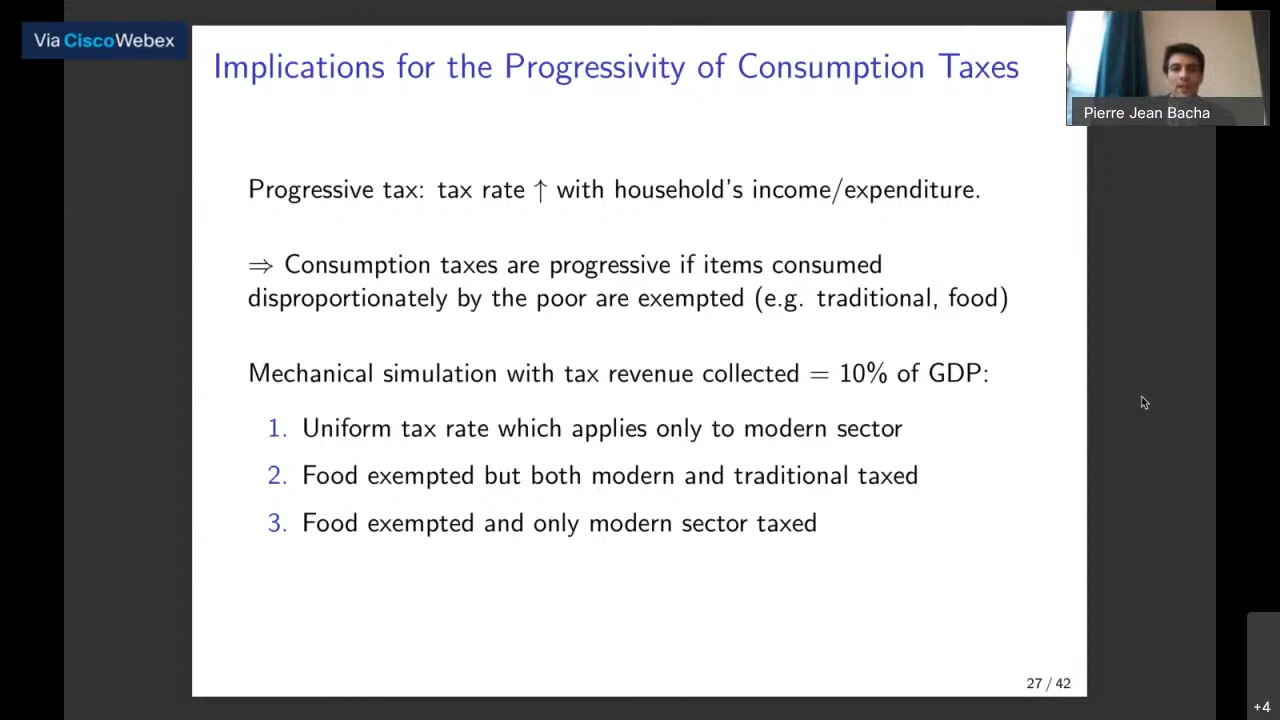 Via Cisco Webex
Implications for the Progressivity of Consumption Taxes
Pierre Jean Bacha
Progressive tax: tax rate ↑ with household's income/expenditure.
⇒ Consumption taxes are progressive if items consumed
disproportionately by the poor are exempted (e.g. traditional, food)
Mechanical simulation with tax revenue collected = 10% of GDP:
1. Uniform tax rate which applies only to modern sector
2. Food exempted but both modern and traditional taxed
3. Food exempted and only modern sector taxed
27 / 42
+4